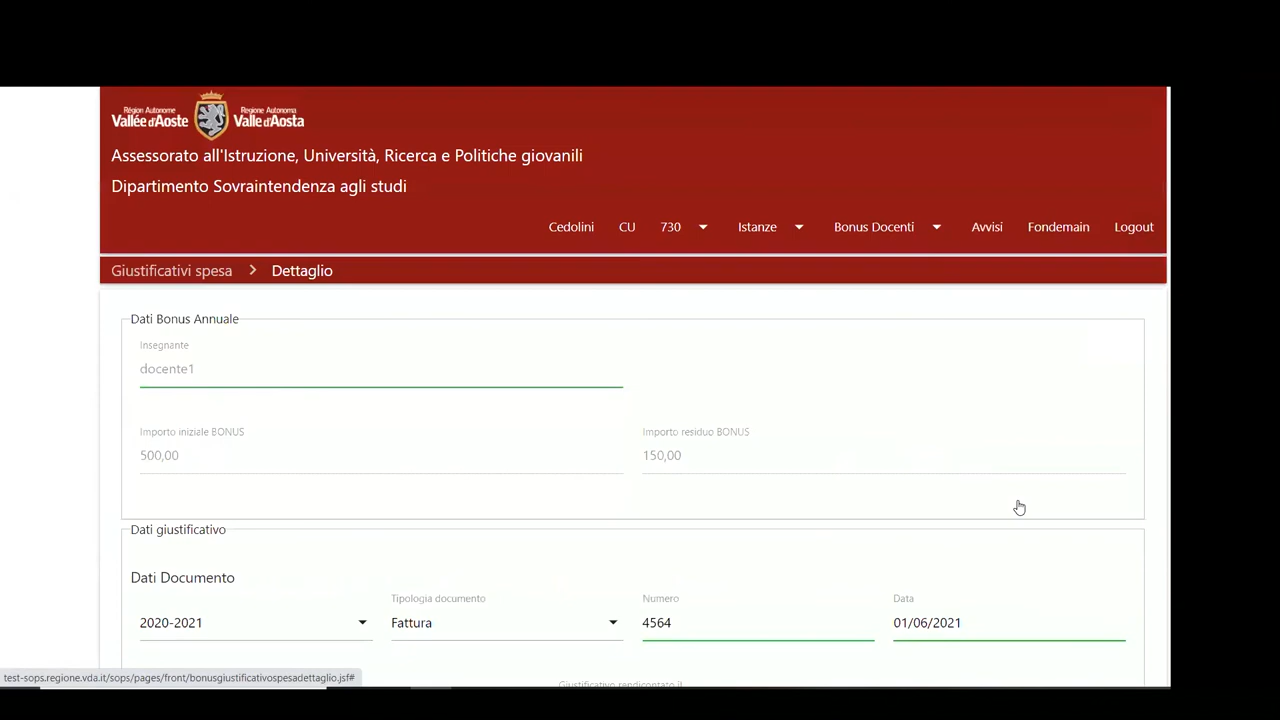 Région Autonome
Vallée d'Aoste
Regione Autonoma
Valle d'Aosta
Assessorato all'Istruzione, Università, Ricerca e Politiche giovanili
Dipartimento Sovraintendenza agli studi
Cedolini CU 730 Istanze Bonus Docenti Avvisi Fondemain Logout
Giustificativi spesa Dettaglio
Dati Bonus Annuale
Insegnante
docente1
Importo iniziale BONUS Importo residuo BONUS
500,00 150,00
Dati giustificativo
Dati Documento
Tipologia documento Numero Data
2020-2021 Fattura 4564 01/06/2021
test-sops.regione.vda.it/sops/pages/front/bonusgiustificativospesadettaglio.jsf#
Giustificativo rendicontato il